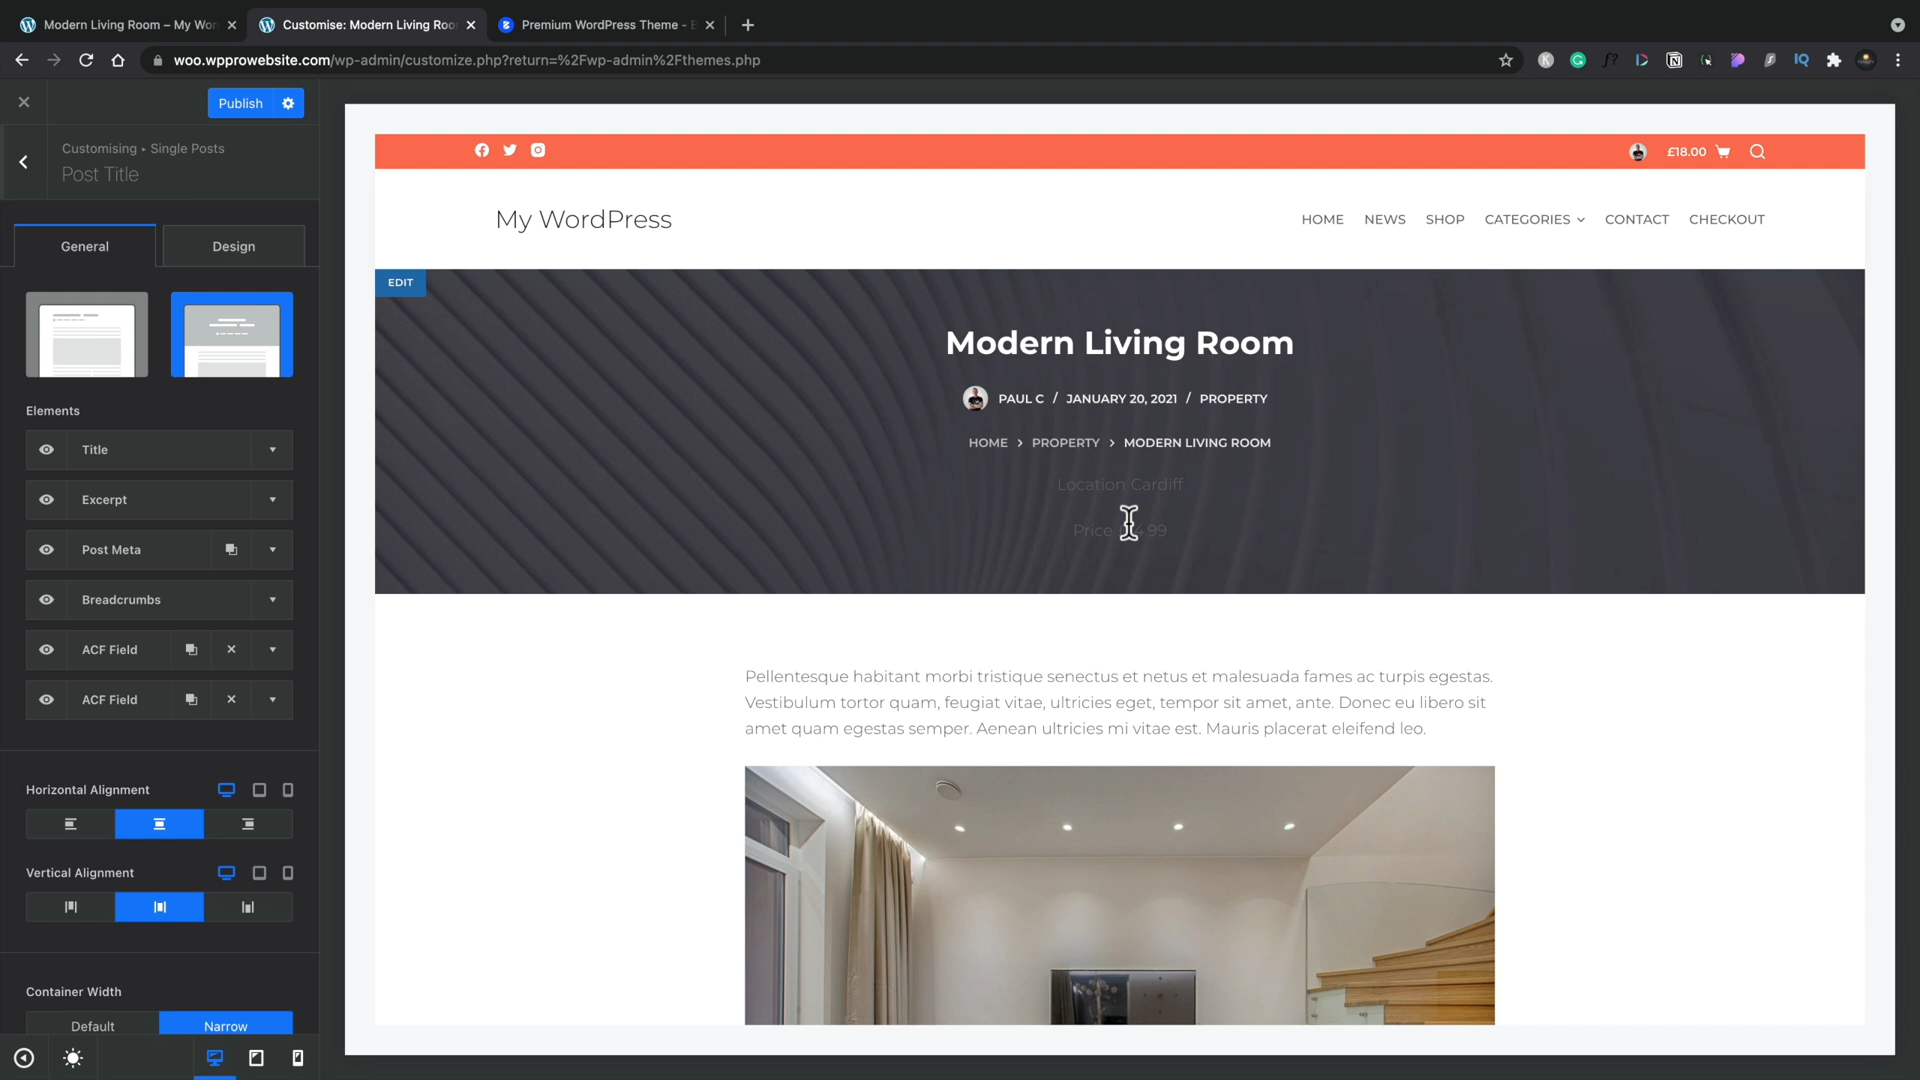 Modern Living Room – My Wor
Customise: Modern Living Roo
Premium WordPress Theme - B
woo.wpprowebsite.com/wp-admin/customize.php?return=%2Fwp-admin%2Fthemes.php
Publish
Customising ▸ Single Posts
Post Title
General
Design
Elements
Title
Excerpt
Post Meta
Breadcrumbs
ACF Field
ACF Field
Horizontal Alignment
Vertical Alignment
Container Width
Default
Narrow
£18.00
My WordPress
HOME NEWS SHOP CATEGORIES CONTACT CHECKOUT
EDIT
Modern Living Room
PAUL C / JANUARY 20, 2021 / PROPERTY
HOME > PROPERTY > MODERN LIVING ROOM
Location Cardiff
Price
Pellentesque habitant morbi tristique senectus et netus et malesuada fames ac turpis egestas.
Vestibulum tortor quam, feugiat vitae, ultricies eget, tempor sit amet, ante. Donec eu libero sit
amet quam egestas semper. Aenean ultricies mi vitae est. Mauris placerat eleifend leo.